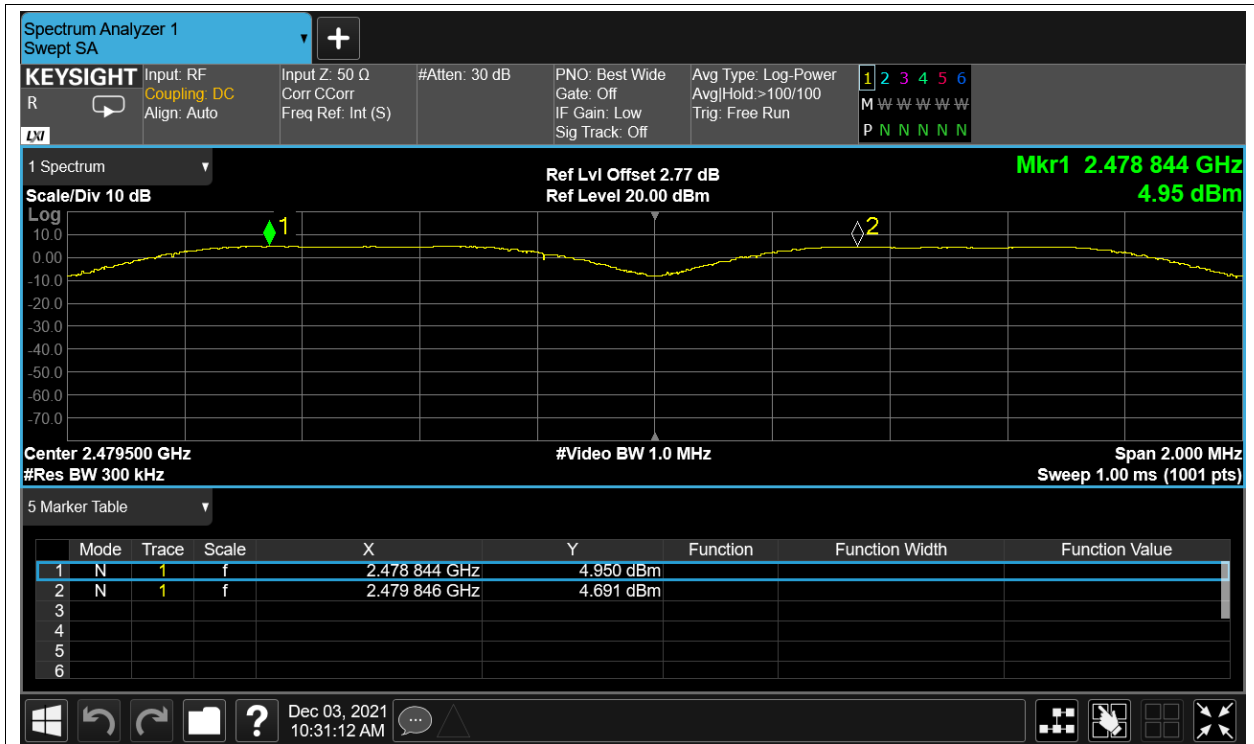 Spectrum Analyzer 1
Swept SA
KEYSIGHT
R
LXI
Input: RF
Coupling: DC
Align: Auto
Input Z: 50 Ω
Corr CCorr
Freq Ref: Int (S)
#Atten: 30 dB
PNO: Best Wide
Gate: Off
IF Gain: Low
Sig Track: Off
Avg Type: Log-Power
Avg|Hold:>100/100
Trig: Free Run
1 2 3 4 5 6
M W W W W W
P N N N N N
1 Spectrum
Scale/Div 10 dB
Ref Lvl Offset 2.77 dB
Ref Level 20.00 dBm
Mkr1 2.478 844 GHz
4.95 dBm
Log
10.0
0.00
-10.0
-20.0
-30.0
-40.0
-50.0
-60.0
-70.0
1
2
Center 2.479500 GHz
#Res BW 300 kHz
#Video BW 1.0 MHz
Span 2.000 MHz
Sweep 1.00 ms (1001 pts)
5 Marker Table
Mode Trace Scale X Y Function Function Width Function Value
1 N 1 f 2.478 844 GHz 4.950 dBm
2 N 1 f 2.479 846 GHz 4.691 dBm
3
4
5
6
?
Dec 03, 2021
10:31:12 AM